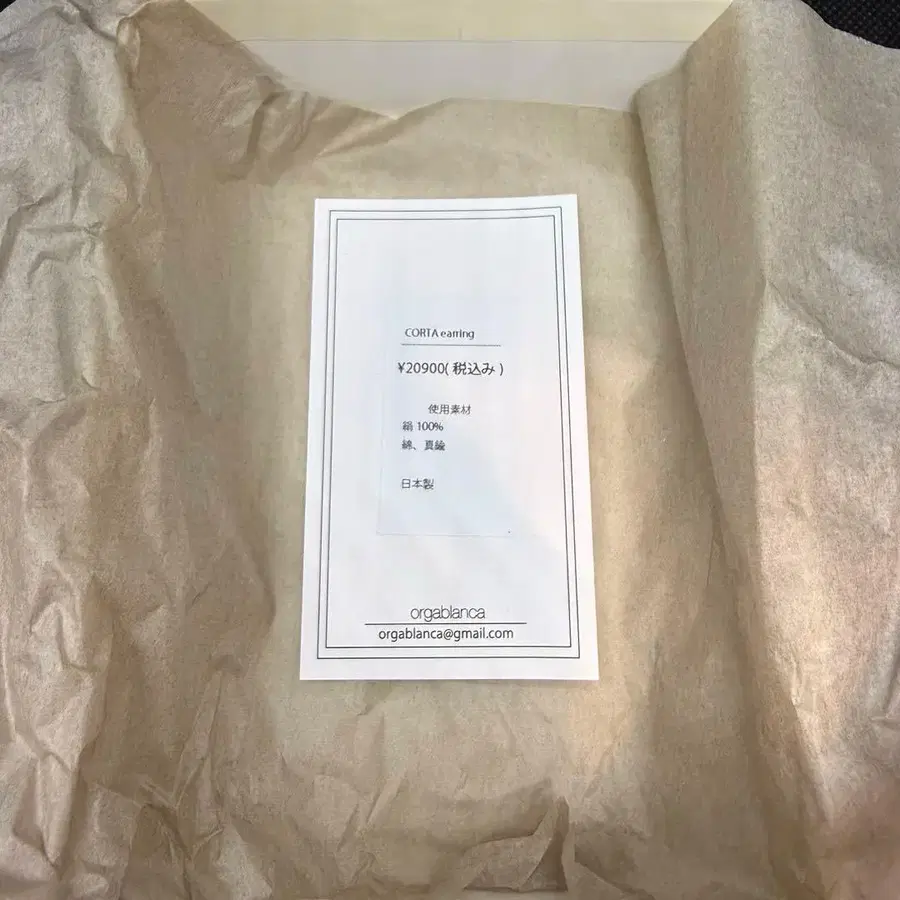 CORTA earring
¥20900(税込み)
使用素材
絹 100%
綿、真鍮
日本製
orgablanca
orgablanca@gmail.com